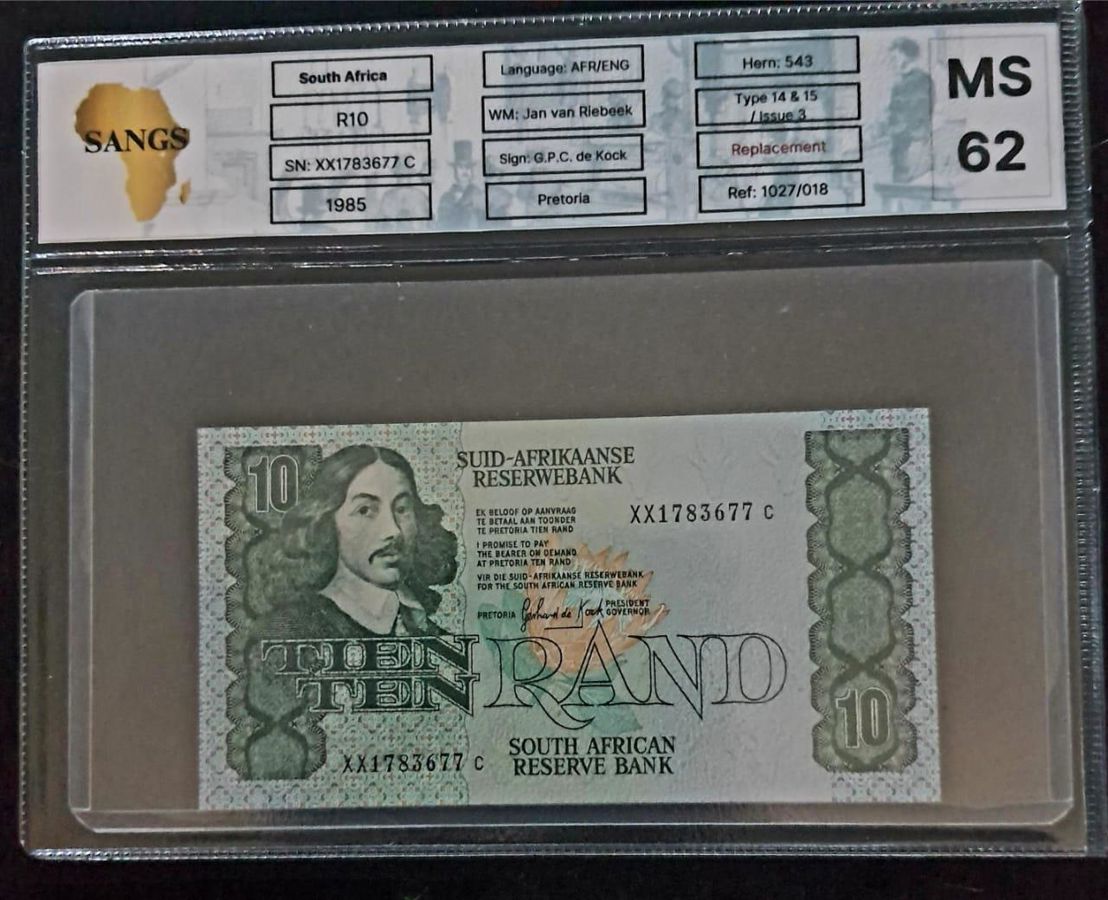 SANGS
South Africa
R10
SN: XX1783677 C
1985
Language: AFR/ENG
WM: Jan van Riebeek
Sign: G.P.C. de Kock
Pretoria
Hern: 543
Type 14 & 15
/ Issue 3
Replacement
Ref: 1027/018
MS
62
10
SUID-AFRIKAANSE
RESERWEBANK
EK BELOOF OP AANVRAAG
TE BETAAL AAN TOONDER
TE PRETORIA TIEN RAND
I PROMISE TO PAY
THE BEARER ON DEMAND
AT PRETORIA TEN RAND
VIR DIE SUID-AFRIKAANSE RESERWEBANK
FOR THE SOUTH AFRICAN RESERVE BANK
PRETORIA Gerhard de Kock PRESIDENT
GOVERNOR
XX1783677 C
TIEN
TEN RAND
10
XX1783677 C
SOUTH AFRICAN
RESERVE BANK